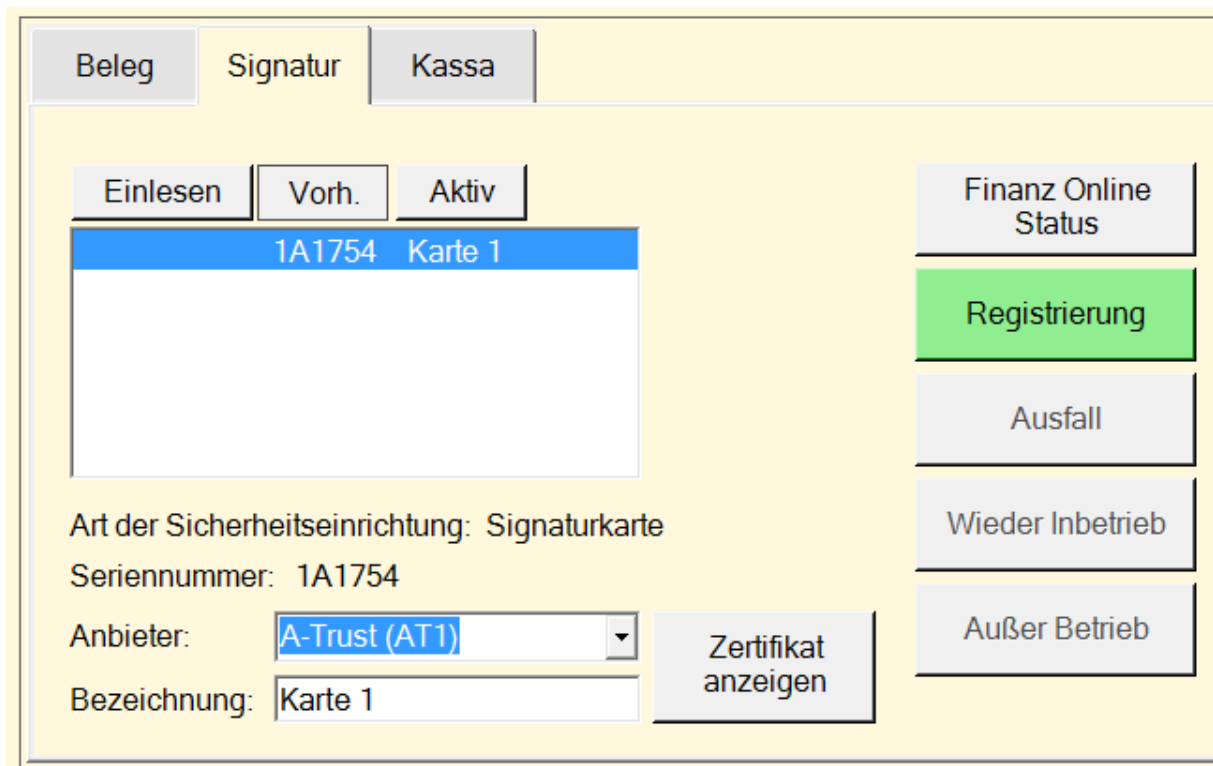 Beleg Signatur Kassa
Einlesen Vorh. Aktiv
1A1754 Karte 1
Art der Sicherheitseinrichtung: Signaturkarte
Seriennummer: 1A1754
Anbieter: A-Trust (AT1)
Bezeichnung: Karte 1
Zertifikat
anzeigen
Finanz Online
Status
Registrierung
Ausfall
Wieder Inbetrieb
Außer Betrieb